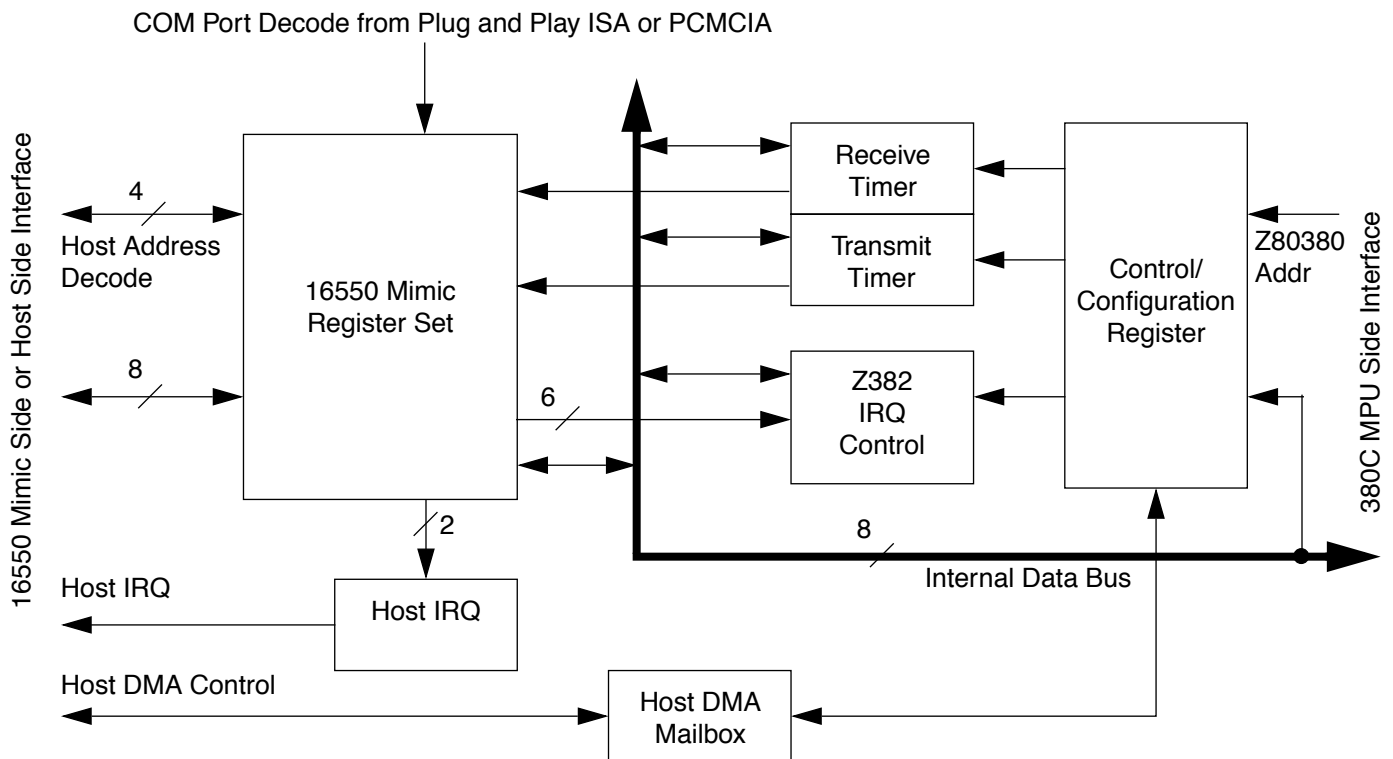 COM Port Decode from Plug and Play ISA or PCMCIA
16550 Mimic Side or Host Side Interface
4
Host Address
Decode
8
16550 Mimic
Register Set
6
2
Receive
Timer
Transmit
Timer
Z382
IRQ
Control
Control/
Configuration
Register
Z80380
Addr
380C MPU Side Interface
8
Internal Data Bus
Host IRQ
Host IRQ
Host DMA Control
Host DMA
Mailbox